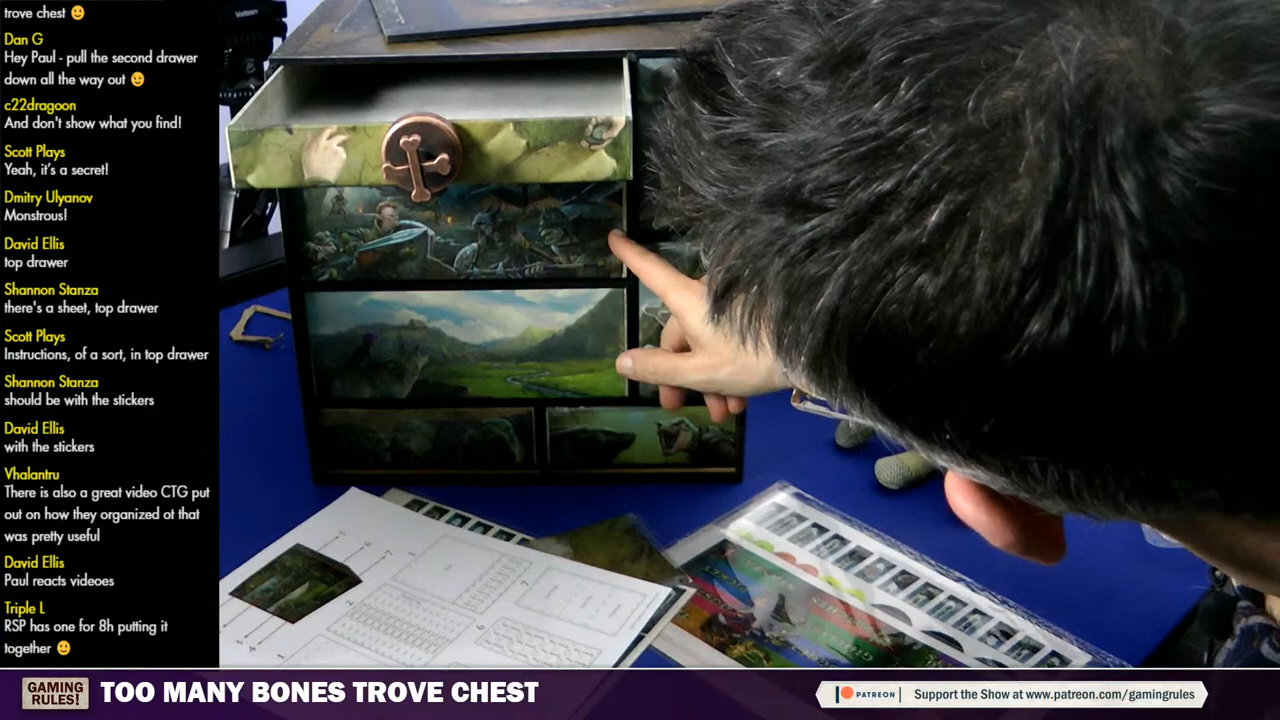 trove chest 🙂
Dan G
Hey Paul - pull the second drawer
down all the way out 😉
c22dragoon
And don't show what you find!
Scott Plays
Yeah, it's a secret!
Dmitry Ulyanov
Monstrous!
David Ellis
top drawer
Shannon Stanza
there's a sheet, top drawer
Scott Plays
Instructions, of a sort, in top drawer
Shannon Stanza
should be with the stickers
David Ellis
with the stickers
Vhalantru
There is also a great video CTG put
out on how they organized ot that
was pretty useful
David Ellis
Paul reacts videoes
Triple L
RSP has one for 8h putting it
together 🙂
GAMING
RULES!
TOO MANY BONES TROVE CHEST
PATREON
Support the Show at www.patreon.com/gamingrules